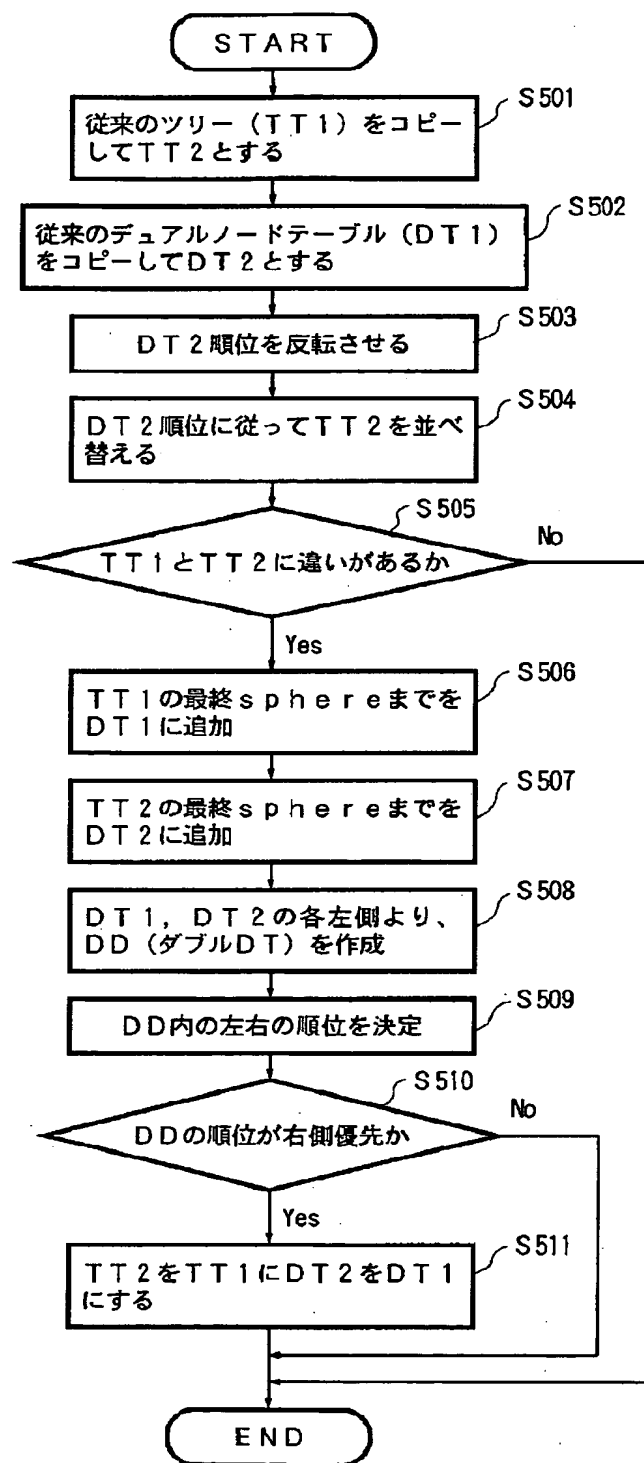 START
S501
従来のツリー（TT1）をコピー
してTT2とする
S502
従来のデュアルノードテーブル（DT1）
をコピーしてDT2とする
S503
DT2順位を反転させる
S504
DT2順位に従ってTT2を並べ
替える
S505
TT1とTT2に違いがあるか
No
Yes
S506
TT1の最終sphereまでを
DT1に追加
S507
TT2の最終sphereまでを
DT2に追加
S508
DT1，DT2の各左側より、
DD（ダブルDT）を作成
S509
DD内の左右の順位を決定
S510
DDの順位が右側優先か
No
Yes
S511
TT2をTT1にDT2をDT1
にする
END